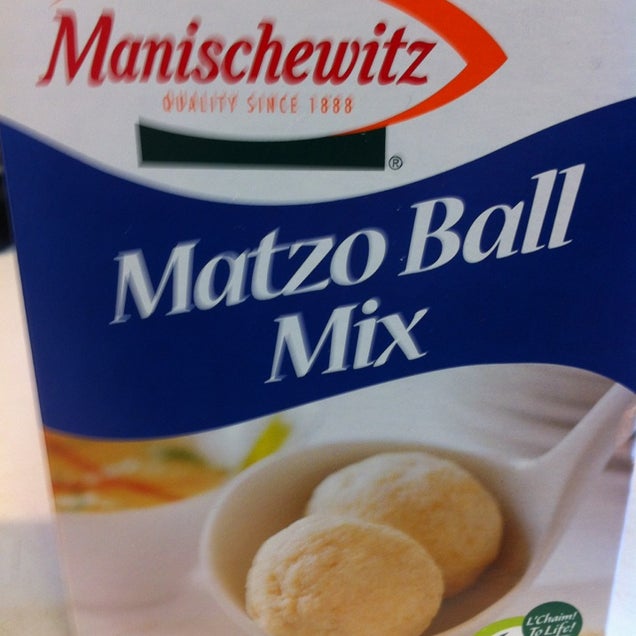 Manischewitz
QUALITY SINCE 1888
®
Matzo Ball
Mix
L'Chaim!
To Life!